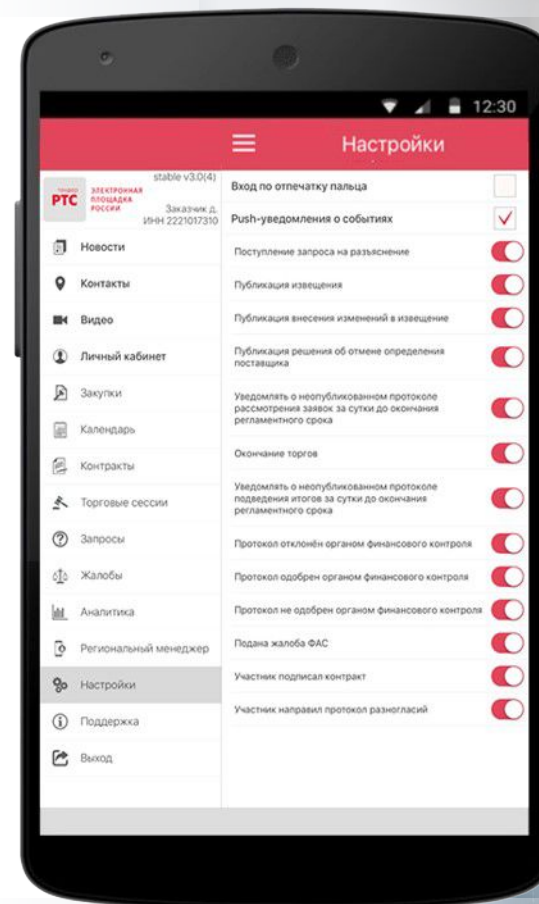 12:30
Настройки
stable v3.0(4)
тендер
РТС
ЭЛЕКТРОННАЯ
ПЛОЩАДКА
РОССИИ
Заказчик д.
ИНН 2221017310
Новости
Контакты
Видео
Личный кабинет
Закупки
Календарь
Контракты
Торговые сессии
Запросы
Жалобы
Аналитика
Региональный менеджер
Настройки
Поддержка
Выход
Вход по отпечатку пальца
Push-уведомления о событиях
Поступление запроса на разъяснение
Публикация извещения
Публикация внесения изменений в извещение
Публикация решения об отмене определения
поставщика
Уведомлять о неопубликованном протоколе
рассмотрения заявок за сутки до окончания
регламентного срока
Окончание торгов
Уведомлять о неопубликованном протоколе
подведения итогов за сутки до окончания
регламентного срока
Протокол отклонён органом финансового контроля
Протокол одобрен органом финансового контроля
Протокол не одобрен органом финансового контроля
Подана жалоба ФАС
Участник подписал контракт
Участник направил протокол разногласий